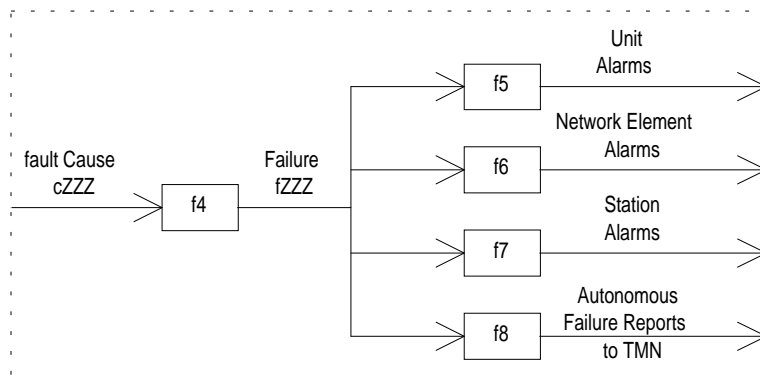 fault Cause
cZZZ
f4
Failure
fZZZ
f5
Unit
Alarms
f6
Network Element
Alarms
f7
Station
Alarms
f8
Autonomous
Failure Reports
to TMN